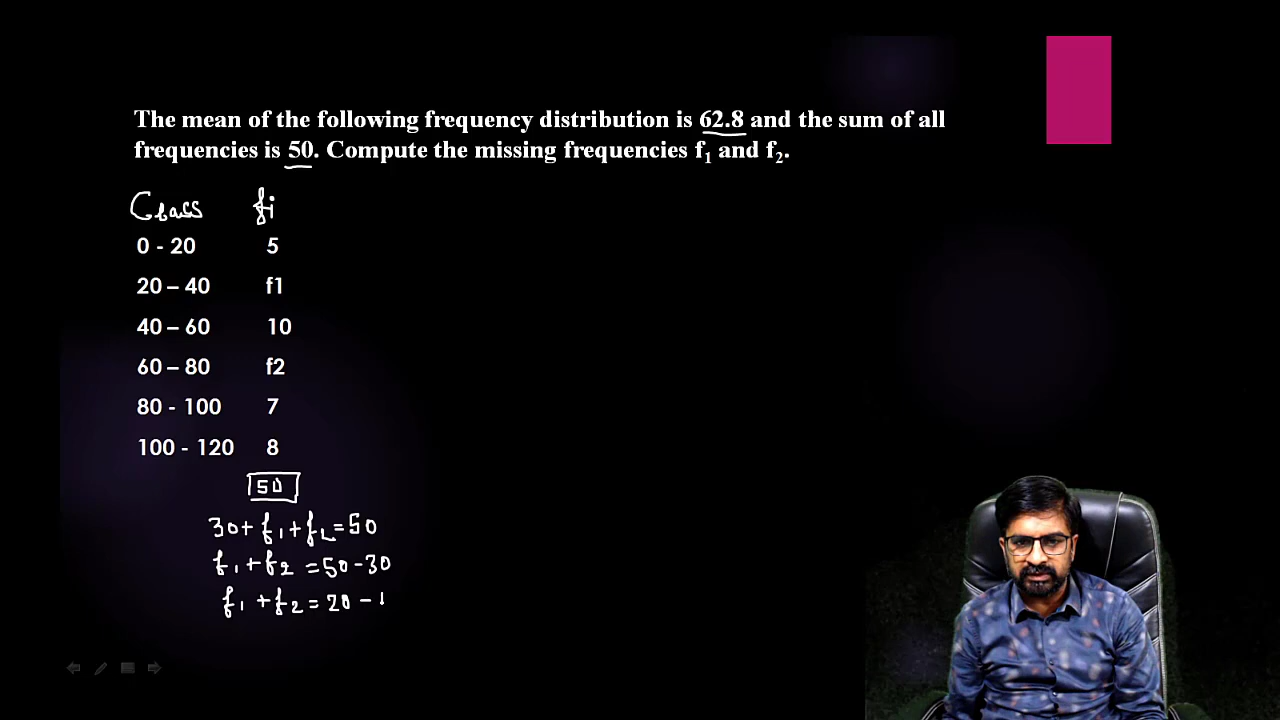 The mean of the following frequency distribution is 62.8 and the sum of all
frequencies is 50. Compute the missing frequencies f₁ and f₂.
Class fi
0 - 20 5
20 – 40 f1
40 – 60 10
60 – 80 f2
80 - 100 7
100 - 120 8
50
30 + f₁ + f₂ = 50
f₁ + f₂ = 50 - 30
f₁ + f₂ = 20 - 1